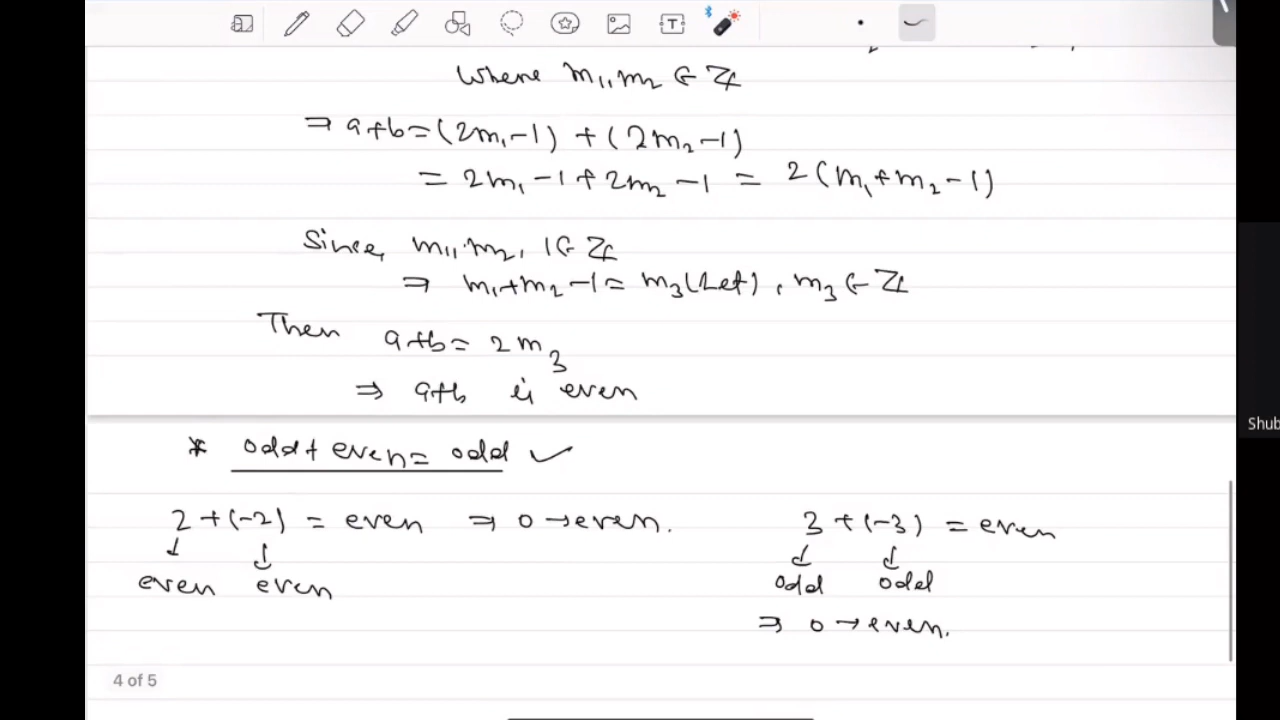 where m₁, m₂ ∈ ℤ
⇒ a+b = (2m₁-1) + (2m₂-1)
= 2m₁ -1 + 2m₂ -1 = 2(m₁+m₂-1)
Since, m₁, m₂, 1 ∈ ℤ
⇒ m₁+m₂-1 = m₃ (Let), m₃ ∈ ℤ
Then a+b = 2m₃
⇒ a+b is even
* odd + even = odd ✓
2 + (-2) = even ⇒ 0 → even.
↓ ↓
even even
3 + (-3) = even
↓ ↓
odd odd
⇒ 0 → even.
4 of 5
Shub